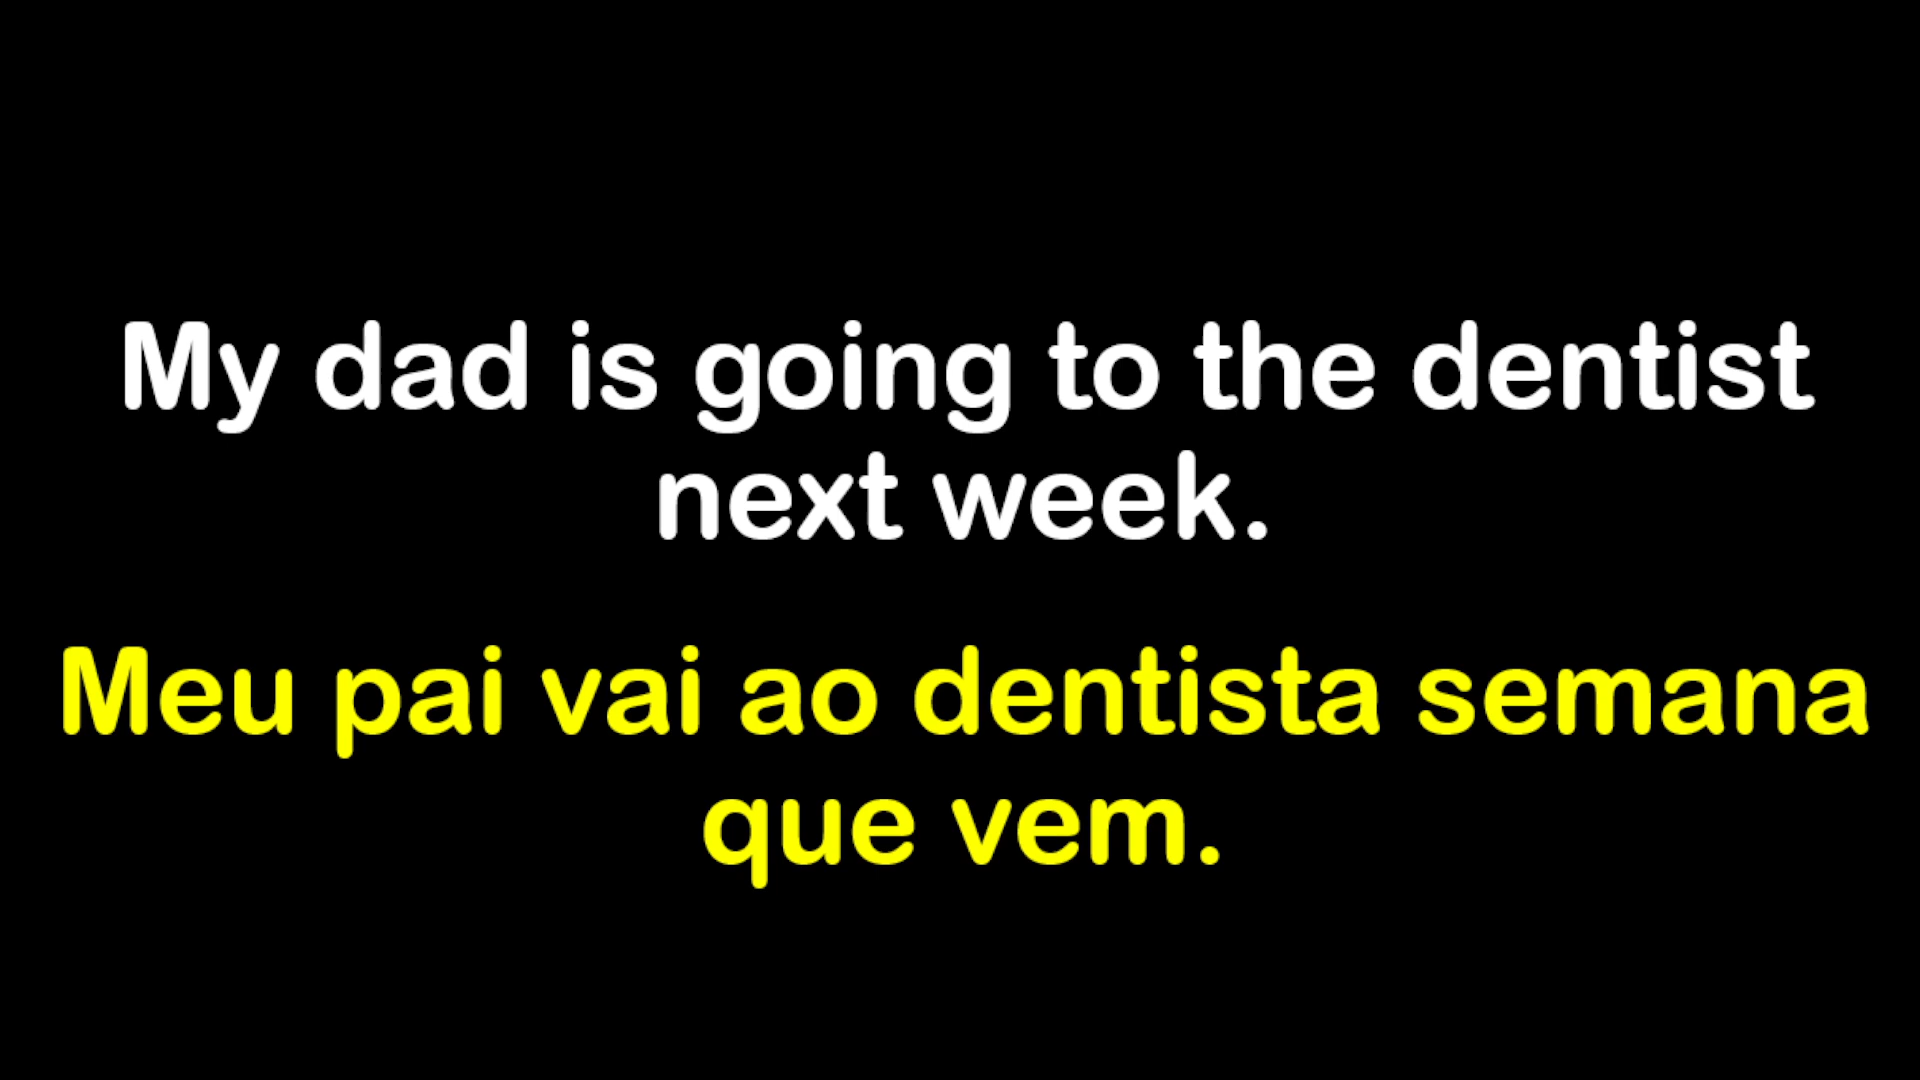 My dad is going to the dentist
next week.
Meu pai vai ao dentista semana
que vem.